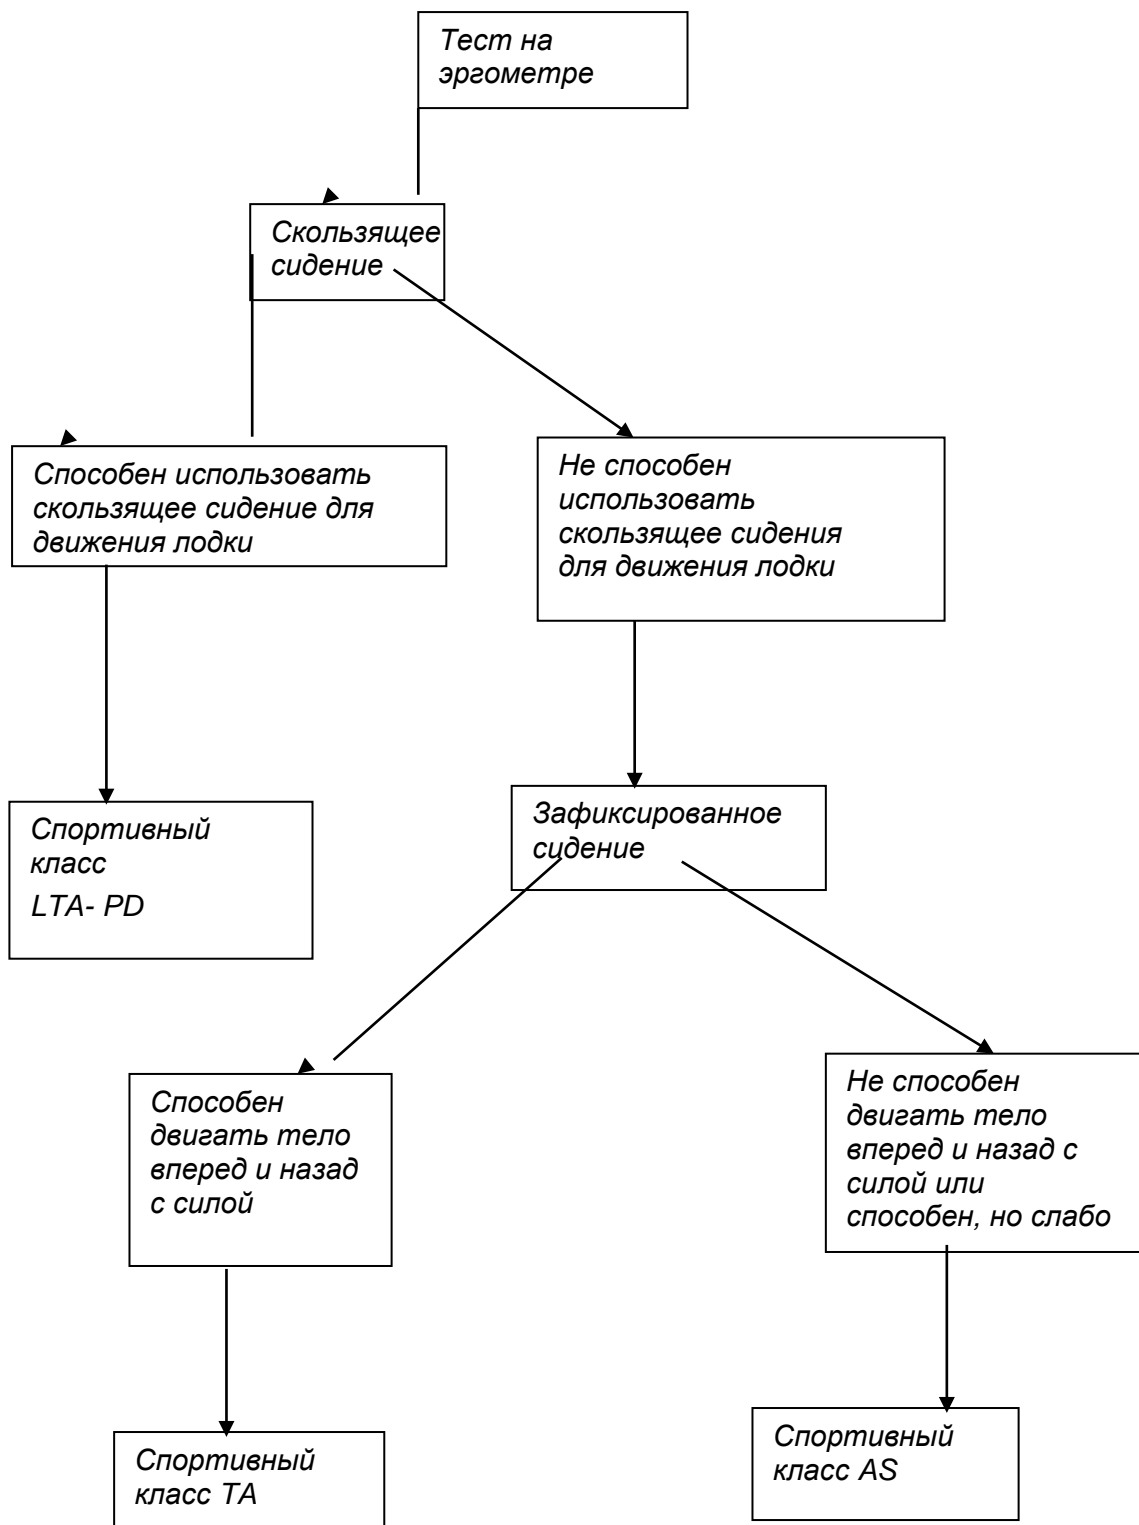 Тест на
эргометре
Скользящее
сидение
Способен использовать
скользящее сидение для
движения лодки
Не способен
использовать
скользящее сидения
для движения лодки
Спортивный
класс
LTA- PD
Зафиксированное
сидение
Способен
двигать тело
вперед и назад
с силой
Не способен
двигать тело
вперед и назад с
силой или
способен, но слабо
Спортивный
класс TA
Спортивный
класс AS